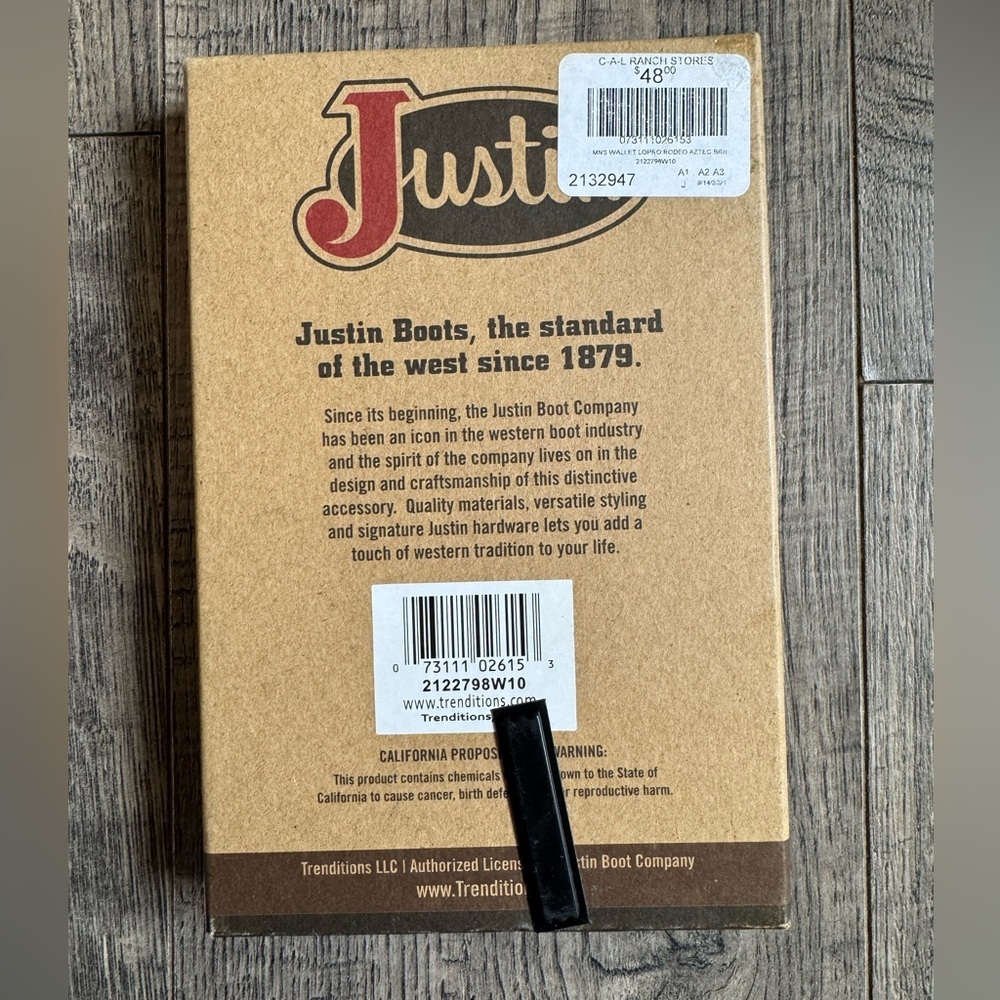 Justin
C-A-L RANCH STORES
$48.00
073111026153
MNS WALLET LOPRO RODEO AZTEC BRN
2122798W10
2132947
A1 A2 A3
J
Justin Boots, the standard
of the west since 1879.
Since its beginning, the Justin Boot Company
has been an icon in the western boot industry
and the spirit of the company lives on in the
design and craftsmanship of this distinctive
accessory. Quality materials, versatile styling
and signature Justin hardware lets you add a
touch of western tradition to your life.
0 73111 02615 3
2122798W10
www.trenditions.com
Trenditions,
CALIFORNIA PROPOS WARNING:
This product contains chemicals own to the State of
California to cause cancer, birth defe r reproductive harm.
Trenditions LLC | Authorized Licens stin Boot Company
www.Trenditio